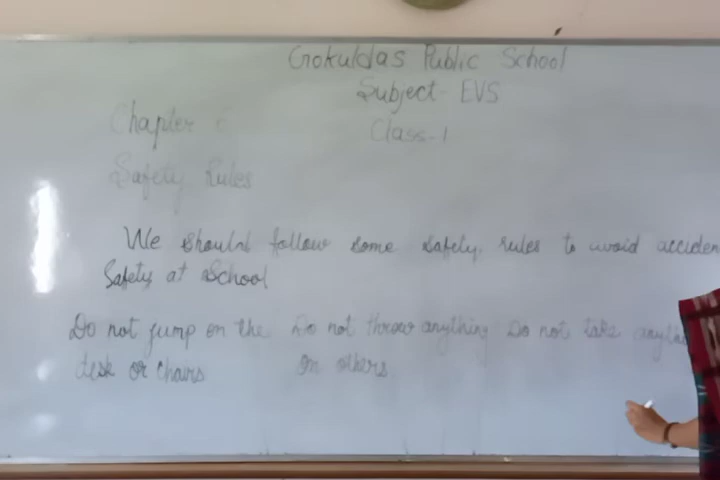 Gokuldas Public School
Subject - EVS
Chapter
Class - 1
Safety Rules
We should follow some safety rules to avoid acciden
Safety at School
Do not jump on the Do not throw anything Do not take anyth
desk or chairs on others